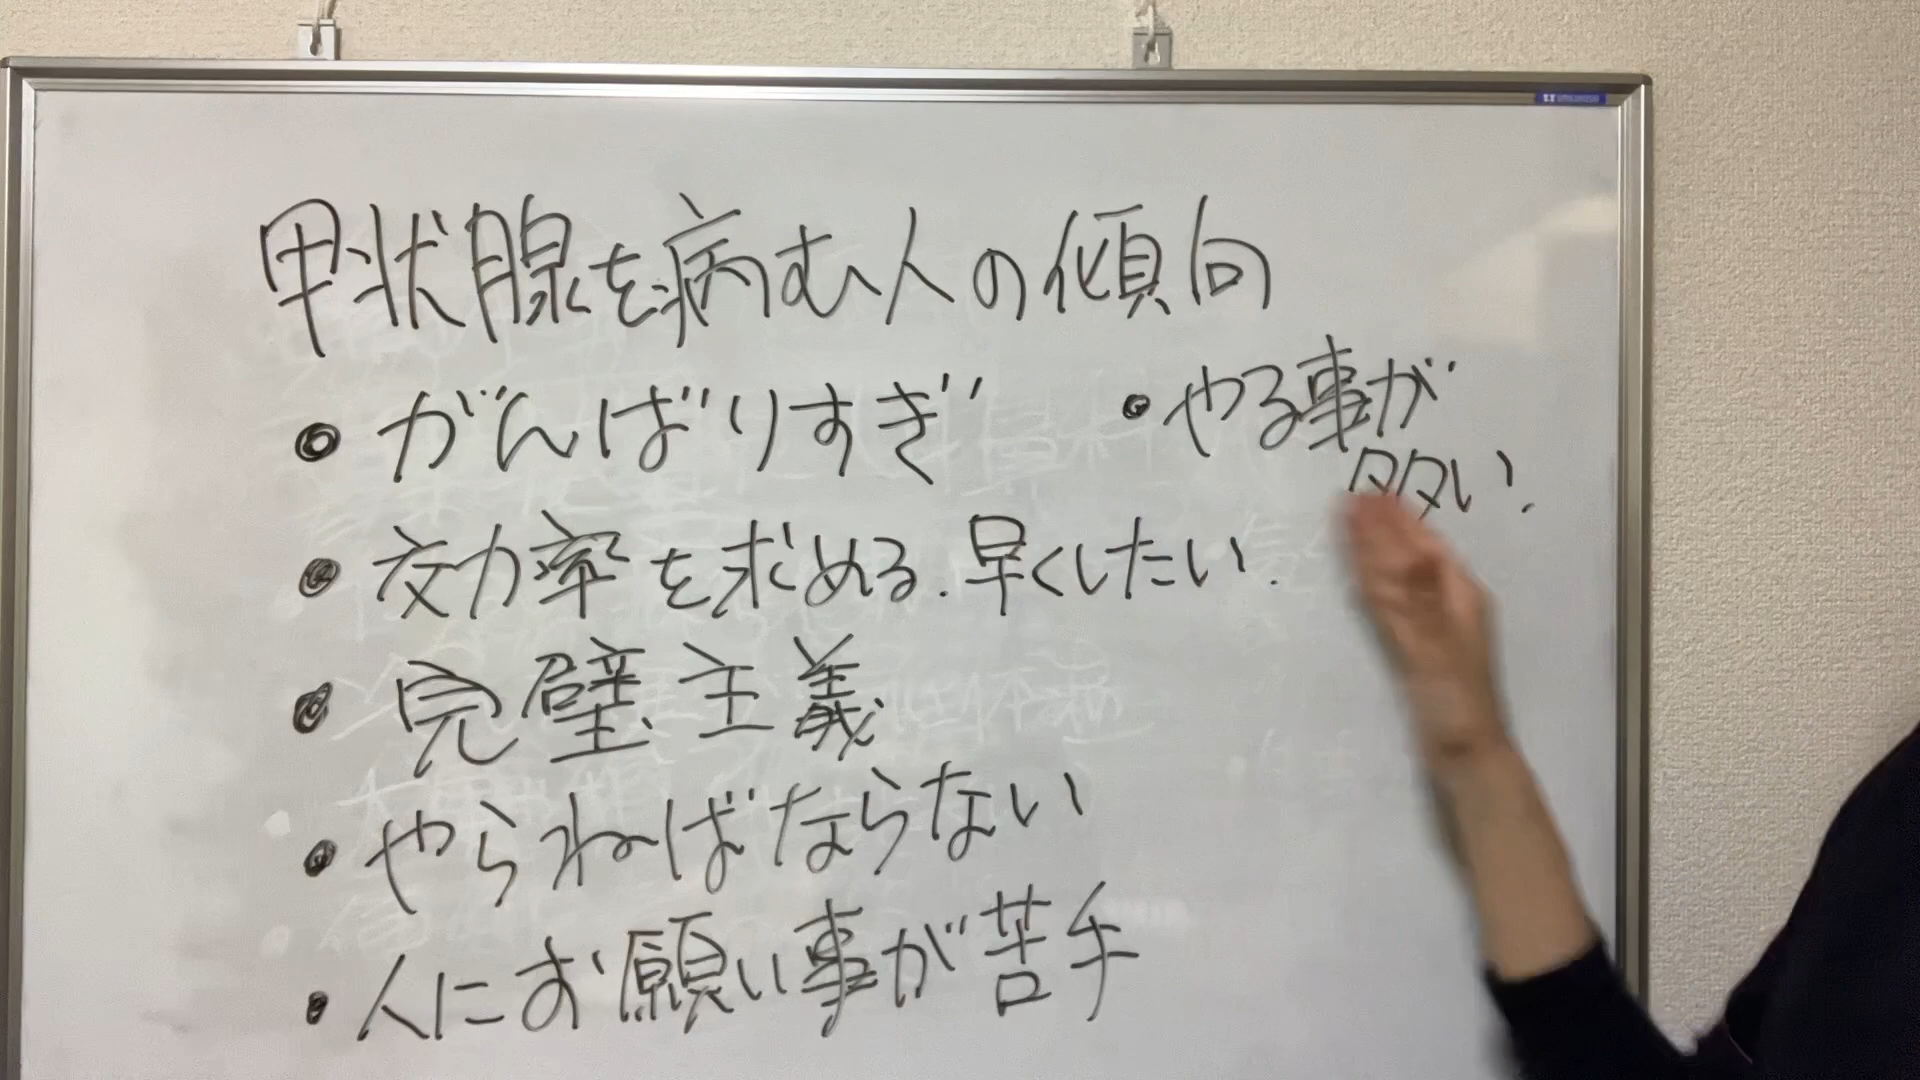 甲状腺を病む人の傾向
・がんばりすぎ
・やる事が
多い.
・効率を求める.早くしたい.
・完璧主義
・やらねばならない
・人にお願い事が苦手